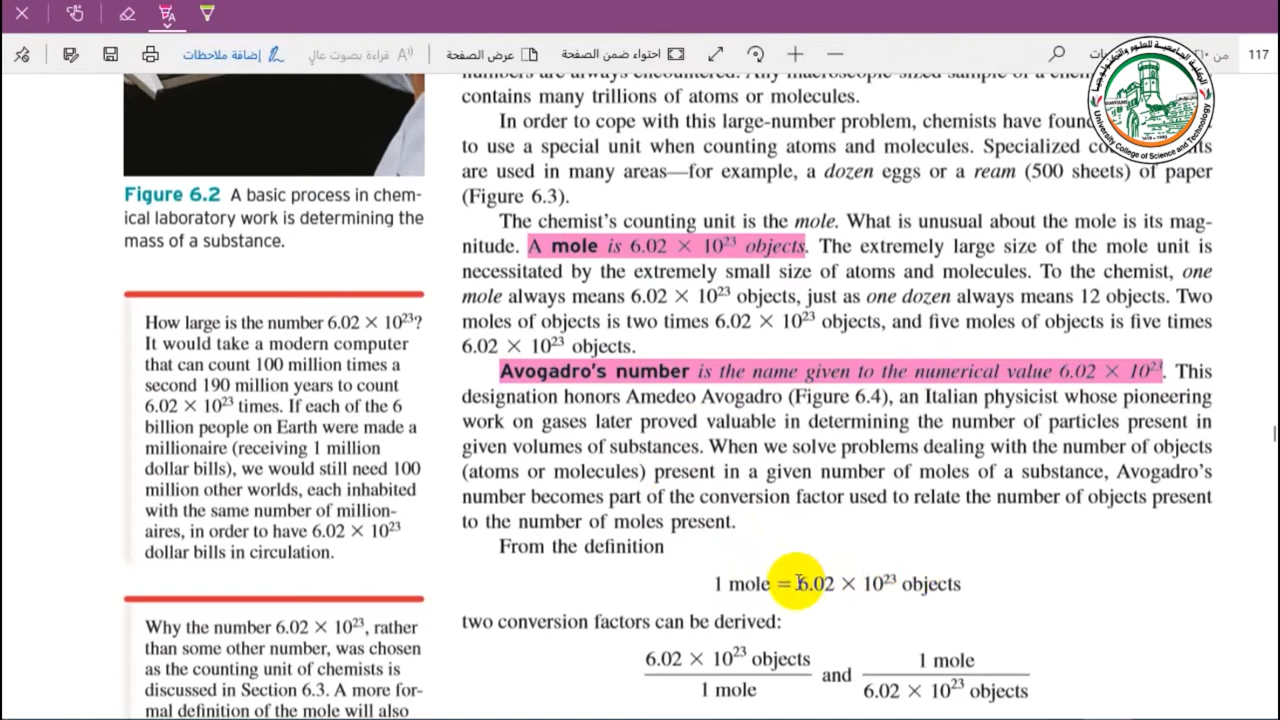 إضافة ملاحظات
قراءة بصوت عالٍ
عرض الصفحة
احتواء ضمن الصفحة
من
117
contains many trillions of atoms or molecules.
In order to cope with this large-number problem, chemists have found
to use a special unit when counting atoms and molecules. Specialized
are used in many areas—for example, a dozen eggs or a ream (500 sheets) of paper
(Figure 6.3).
The chemist's counting unit is the mole. What is unusual about the mole is its mag-
nitude. A mole is 6.02 × 10²³ objects. The extremely large size of the mole unit is
necessitated by the extremely small size of atoms and molecules. To the chemist, one
mole always means 6.02 × 10²³ objects, just as one dozen always means 12 objects. Two
moles of objects is two times 6.02 × 10²³ objects, and five moles of objects is five times
6.02 × 10²³ objects.
Avogadro's number is the name given to the numerical value 6.02 × 10²³. This
designation honors Amedeo Avogadro (Figure 6.4), an Italian physicist whose pioneering
work on gases later proved valuable in determining the number of particles present in
given volumes of substances. When we solve problems dealing with the number of objects
(atoms or molecules) present in a given number of moles of a substance, Avogadro's
number becomes part of the conversion factor used to relate the number of objects present
to the number of moles present.
From the definition
1 mole = 6.02 × 10²³ objects
two conversion factors can be derived:
6.02 × 10²³ objects
1 mole
and
1 mole
6.02 × 10²³ objects
Figure 6.2 A basic process in chem-
ical laboratory work is determining the
mass of a substance.
How large is the number 6.02 × 10²³?
It would take a modern computer
that can count 100 million times a
second 190 million years to count
6.02 × 10²³ times. If each of the 6
billion people on Earth were made a
millionaire (receiving 1 million
dollar bills), we would still need 100
million other worlds, each inhabited
with the same number of million-
aires, in order to have 6.02 × 10²³
dollar bills in circulation.
Why the number 6.02 × 10²³, rather
than some other number, was chosen
as the counting unit of chemists is
discussed in Section 6.3. A more for-
mal definition of the mole will also
University College of Science and Technology